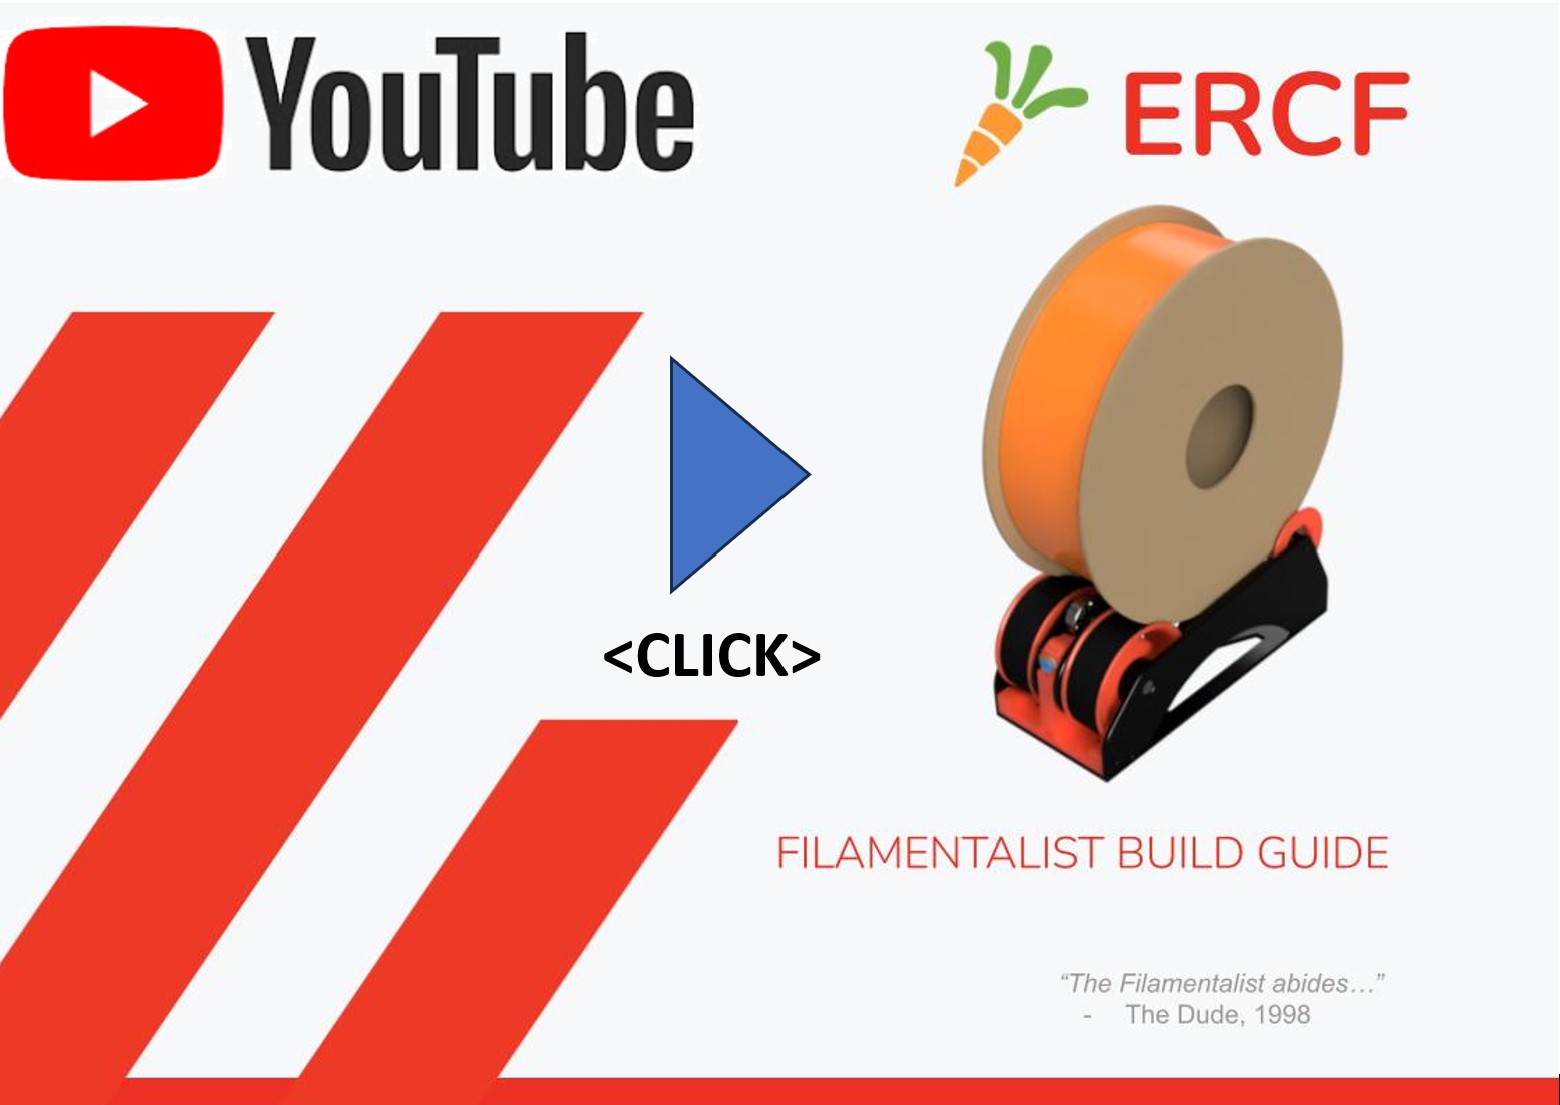 YouTube
ERCF
<CLICK>
FILAMENTALIST BUILD GUIDE
“The Filamentalist abides…”
- The Dude, 1998